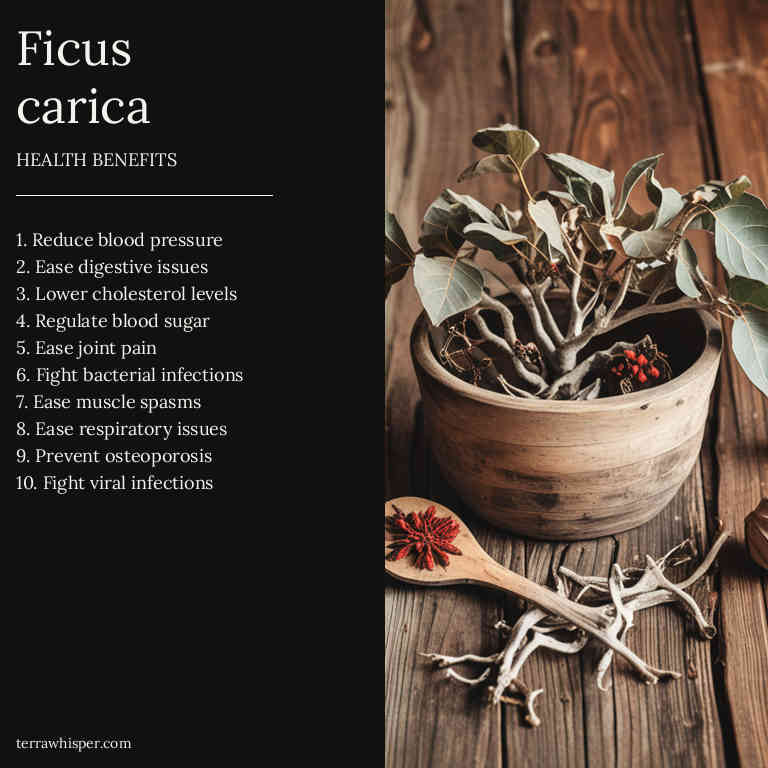 Ficus
carica
HEALTH BENEFITS
1. Reduce blood pressure
2. Ease digestive issues
3. Lower cholesterol levels
4. Regulate blood sugar
5. Ease joint pain
6. Fight bacterial infections
7. Ease muscle spasms
8. Ease respiratory issues
9. Prevent osteoporosis
10. Fight viral infections
terrawhisper.com